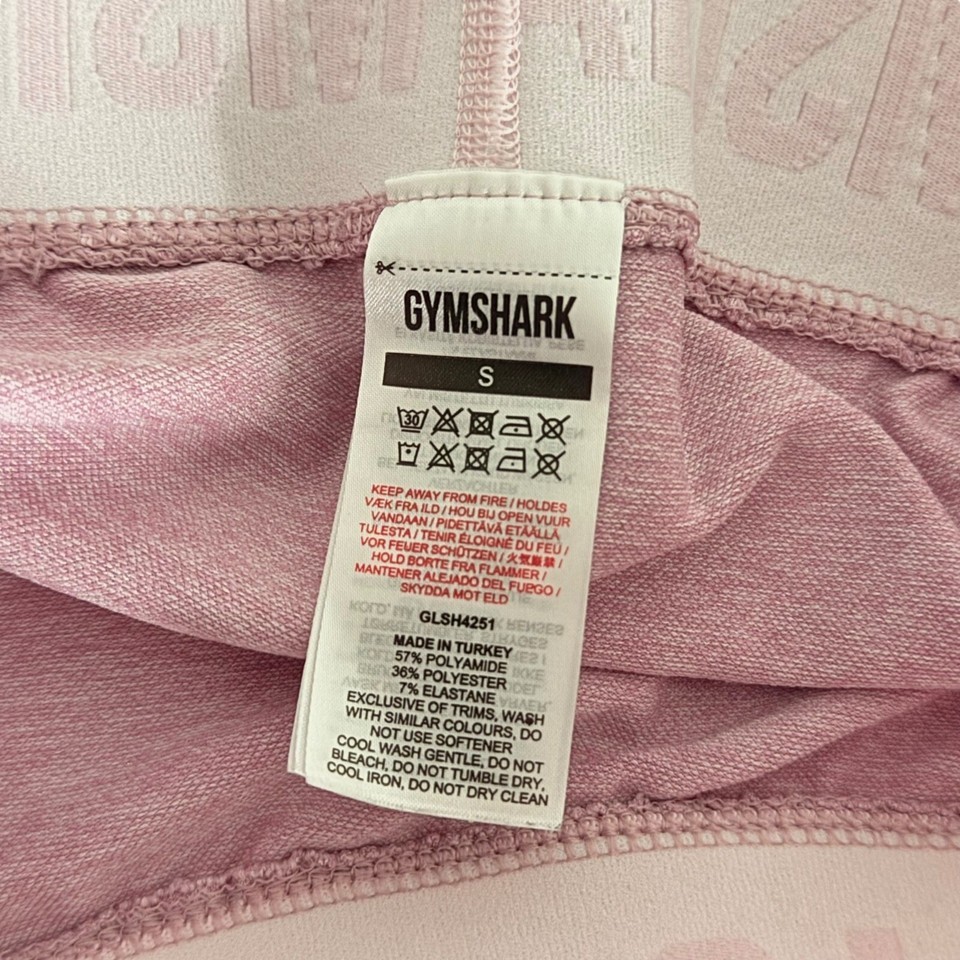 GYMSHARK
S
30
KEEP AWAY FROM FIRE / HOLDES
VÆK FRA ILD / HOU BIJ OPEN VUUR
VANDAAN / PIDETTÄVÄ ETÄÄLLÄ
TULESTA / TENIR ÉLOIGNÉ DU FEU /
VOR FEUER SCHÜTZEN / 火気厳禁 /
HOLD BORTE FRA FLAMMER /
MANTENER ALEJADO DEL FUEGO /
SKYDDA MOT ELD
GLSH4251
MADE IN TURKEY
57% POLYAMIDE
36% POLYESTER
7% ELASTANE
EXCLUSIVE OF TRIMS, WASH
WITH SIMILAR COLOURS, DO
NOT USE SOFTENER
COOL WASH GENTLE, DO NOT
BLEACH, DO NOT TUMBLE DRY,
COOL IRON, DO NOT DRY CLEAN